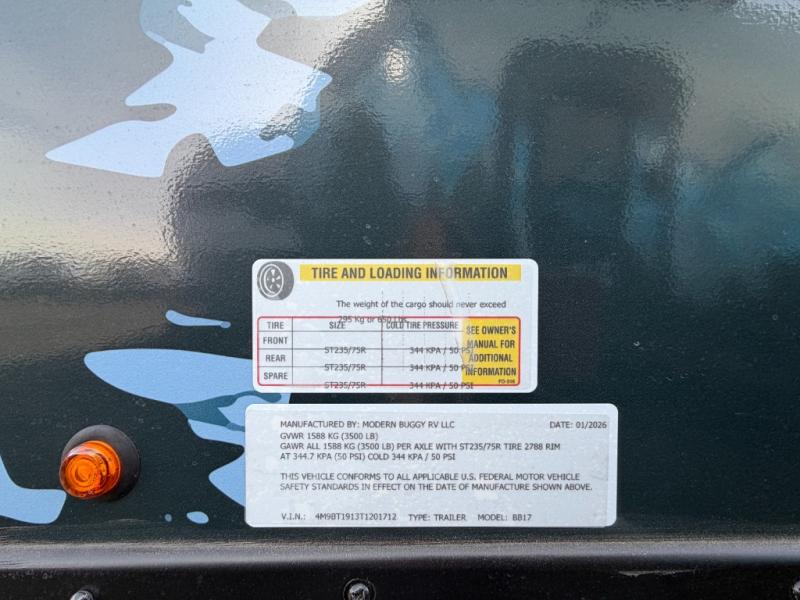 TIRE AND LOADING INFORMATION
The weight of the cargo should never exceed
295 Kg or 650 Lbs.
TIRE SIZE COLD TIRE PRESSURE
FRONT ST235/75R 344 KPA / 50 PSI
REAR ST235/75R 344 KPA / 50 PSI
SPARE ST235/75R 344 KPA / 50 PSI
SEE OWNER'S
MANUAL FOR
ADDITIONAL
INFORMATION
MANUFACTURED BY: MODERN BUGGY RV LLC DATE: 01/2026
GVWR 1588 KG (3500 LB)
GAWR ALL 1588 KG (3500 LB) PER AXLE WITH ST235/75R TIRE 2788 RIM
AT 344.7 KPA (50 PSI) COLD 344 KPA / 50 PSI
THIS VEHICLE CONFORMS TO ALL APPLICABLE U.S. FEDERAL MOTOR VEHICLE
SAFETY STANDARDS IN EFFECT ON THE DATE OF MANUFACTURE SHOWN ABOVE.
V.I.N.: 4M9BT1913T1201712 TYPE: TRAILER MODEL: BB17